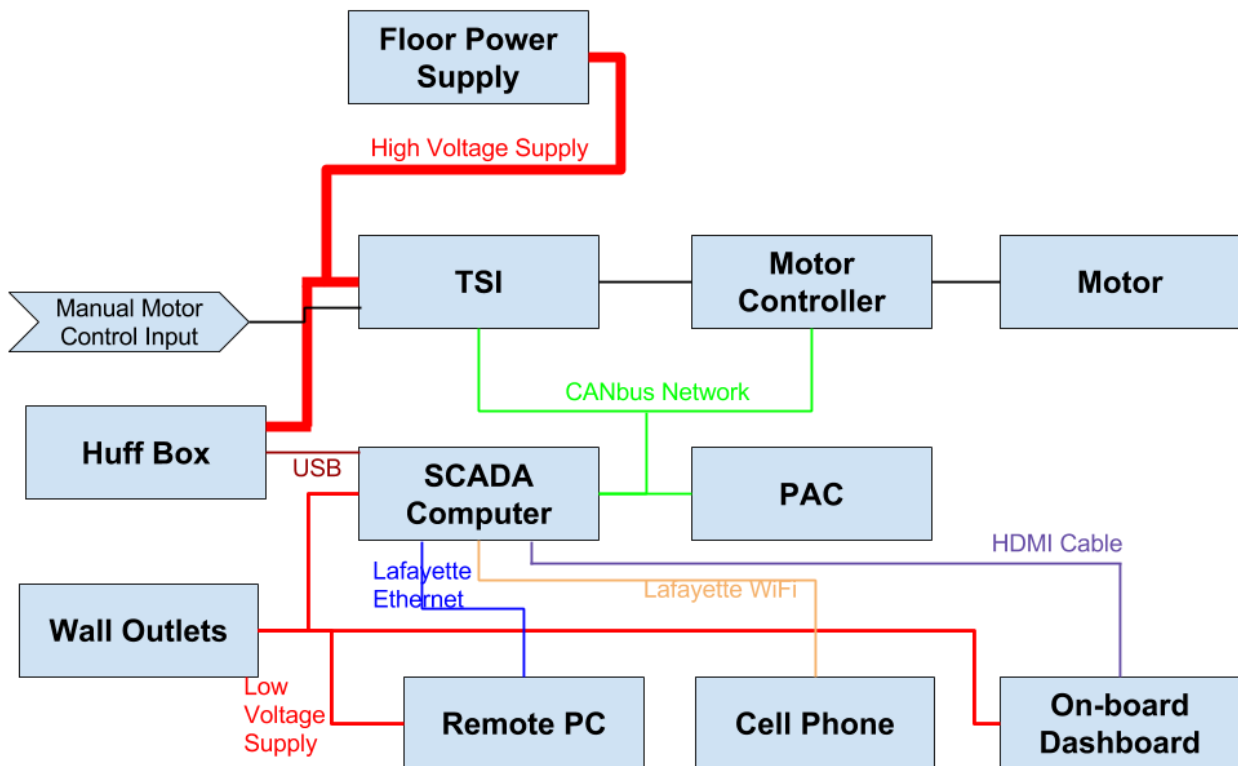 Floor Power
Supply
High Voltage Supply
TSI
Motor
Controller
Motor
Manual Motor
Control Input
CANbus Network
Huff Box
USB
SCADA
Computer
PAC
HDMI Cable
Lafayette
Ethernet
Lafayette WiFi
Wall Outlets
Low
Voltage
Supply
Remote PC
Cell Phone
On-board
Dashboard